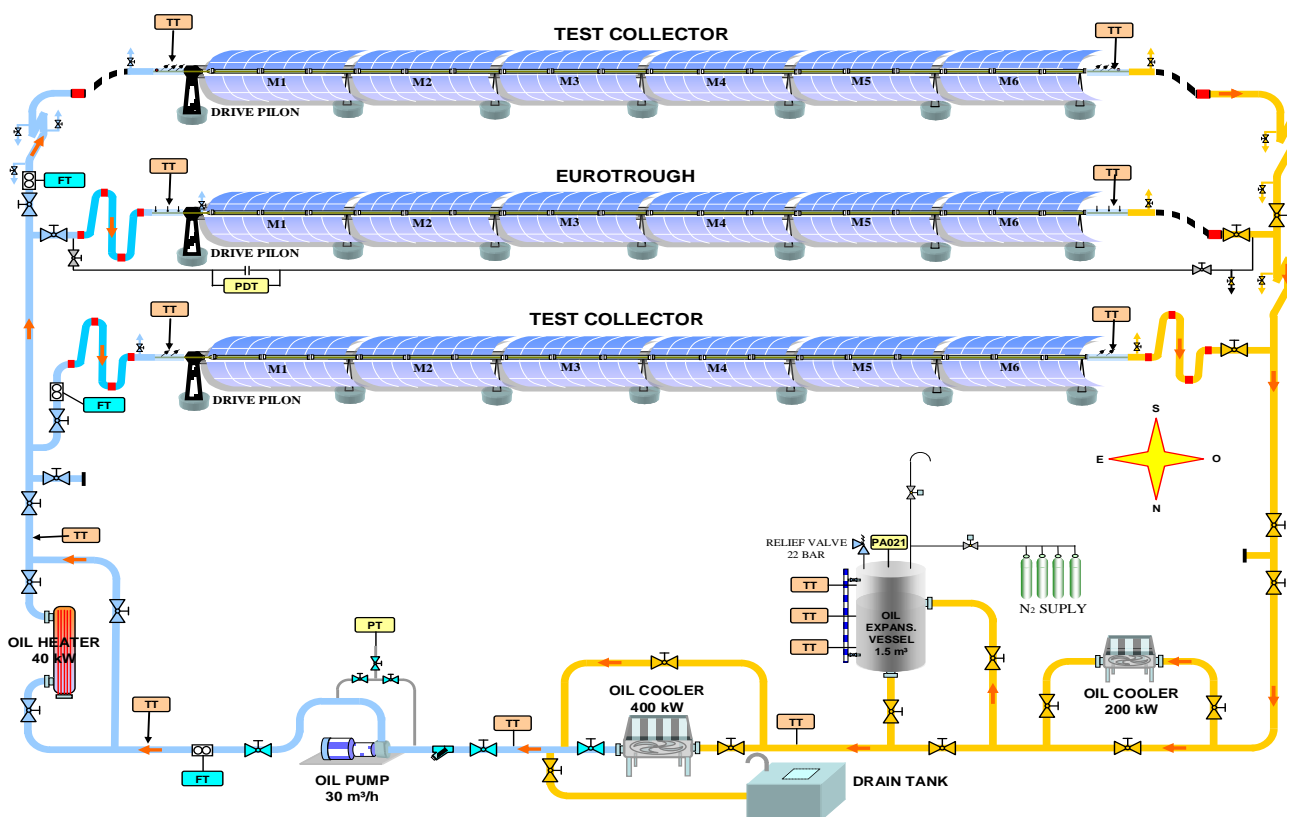 TT
TEST COLLECTOR
TT
M1
M2
M3
M4
M5
M6
DRIVE PILON
FT
TT
EUROTROUGH
TT
M1
M2
M3
M4
M5
M6
DRIVE PILON
PDT
TT
TEST COLLECTOR
TT
M1
M2
M3
M4
M5
M6
DRIVE PILON
FT
S
E
O
N
TT
RELIEF VALVE
22 BAR
PA021
TT
TT
TT
OIL
EXPANS.
VESSEL
1.5 m³
N2 SUPLY
OIL HEATER
40 kW
PT
OIL COOLER
400 kW
OIL COOLER
200 kW
TT
TT
TT
FT
OIL PUMP
30 m³/h
DRAIN TANK